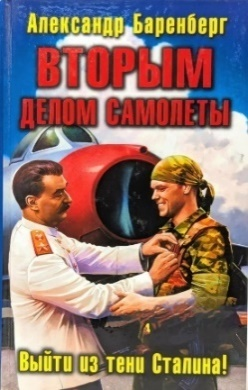 Александр Баренберг
ВТОРЫМ
ДЕЛОМ САМОЛЕТЫ
Выйти из тени Сталина!